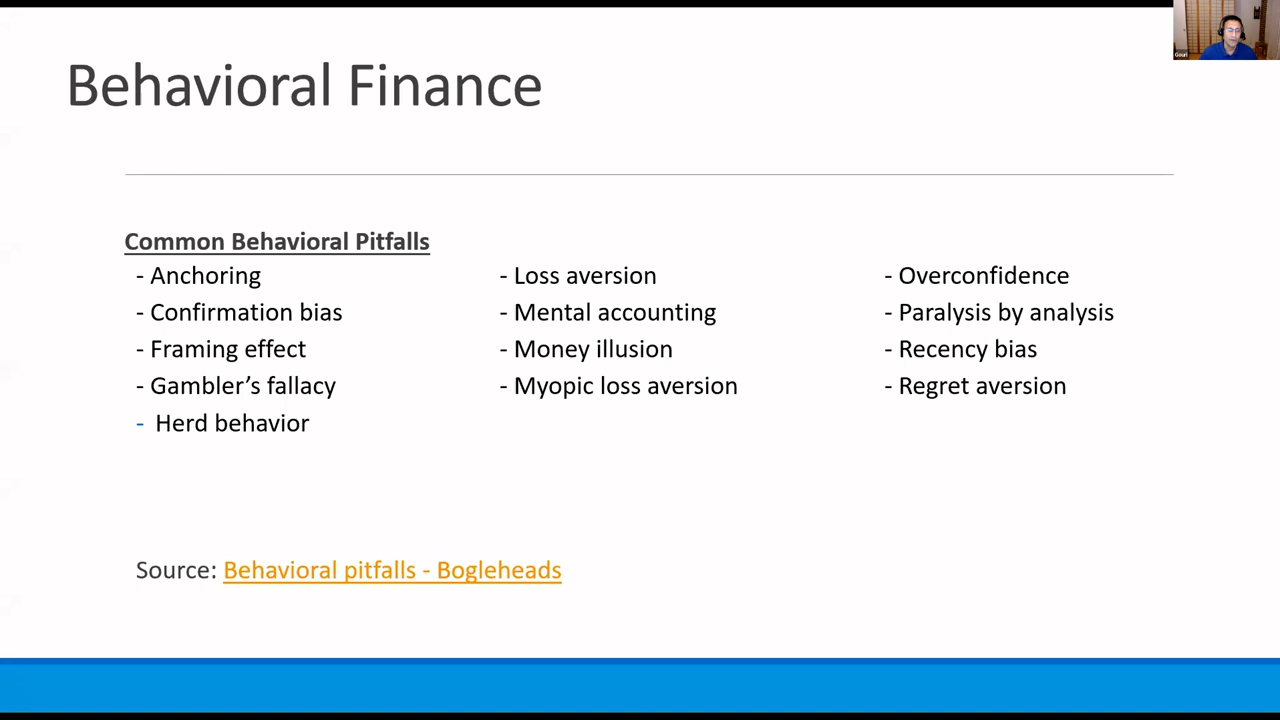 Behavioral Finance
Common Behavioral Pitfalls
- Anchoring
- Confirmation bias
- Framing effect
- Gambler’s fallacy
- Herd behavior
- Loss aversion
- Mental accounting
- Money illusion
- Myopic loss aversion
- Overconfidence
- Paralysis by analysis
- Recency bias
- Regret aversion
Source: Behavioral pitfalls - Bogleheads